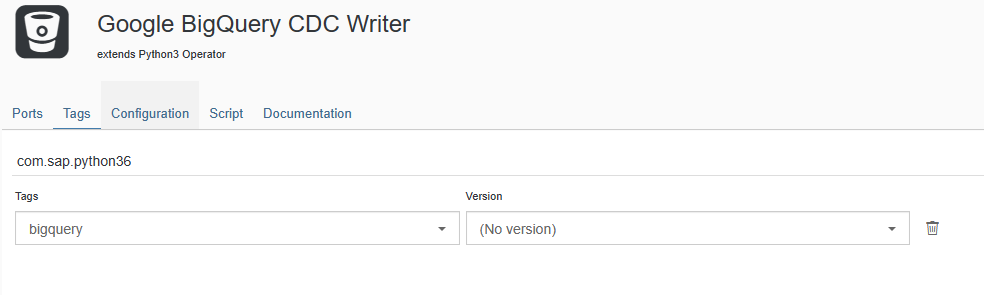 Google BigQuery CDC Writer
extends Python3 Operator
Ports Tags Configuration Script Documentation
com.sap.python36
Tags Version
bigquery (No version)